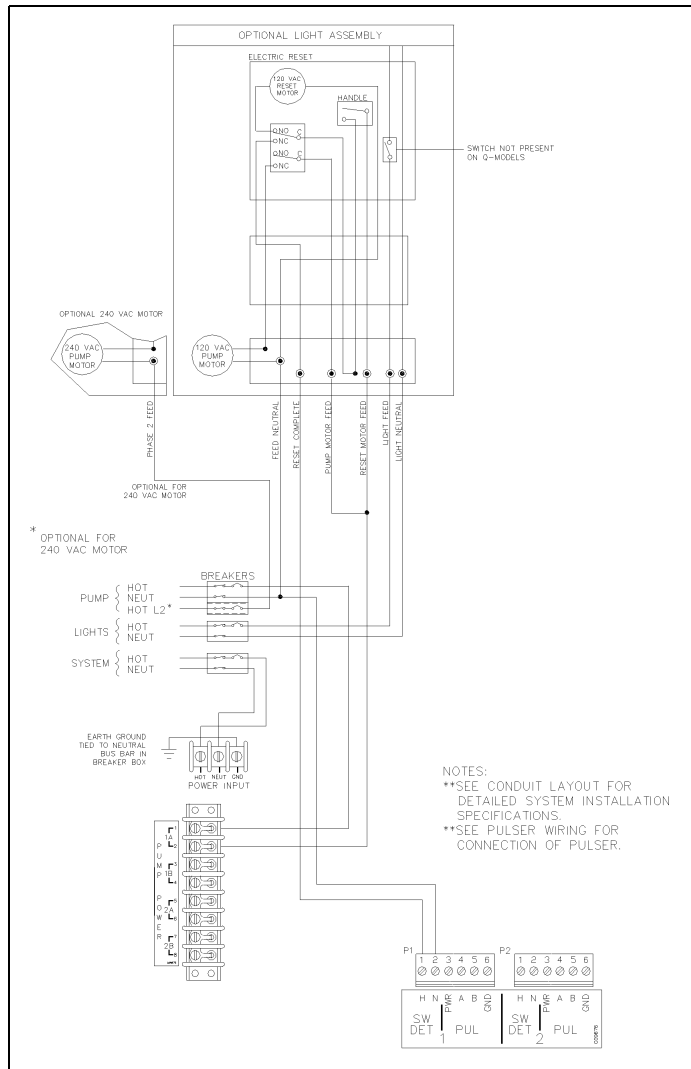 OPTIONAL LIGHT ASSEMBLY
ELECTRIC RESET
120 VAC
RESET
MOTOR
HANDLE
NO C
NC
NO C
NC
SWITCH NOT PRESENT
ON Q-MODELS
OPTIONAL 240 VAC MOTOR
240 VAC
PUMP
MOTOR
120 VAC
PUMP
MOTOR
PHASE 2 FEED
FEED NEUTRAL
RESET COMPLETE
PUMP MOTOR FEED
RESET MOTOR FEED
LIGHT FEED
LIGHT NEUTRAL
OPTIONAL FOR
240 VAC MOTOR
*
OPTIONAL FOR
240 VAC MOTOR
BREAKERS
PUMP
HOT
NEUT
HOT L2*
LIGHTS
HOT
NEUT
SYSTEM
HOT
NEUT
EARTH GROUND
TIED TO NEUTRAL
BUS BAR IN
BREAKER BOX
HOT NEUT GND
POWER INPUT
NOTES:
**SEE CONDUIT LAYOUT FOR
DETAILED SYSTEM INSTALLATION
SPECIFICATIONS.
**SEE PULSER WIRING FOR
CONNECTION OF PULSER.
PUMP POWER
1A
1
2
1B
3
4
2A
5
6
2B
7
8
P1
1 2 3 4 5 6
P2
1 2 3 4 5 6
H N PWR A B GND
SW
DET
1
PUL
H N PWR A B GND
SW
DET
2
PUL